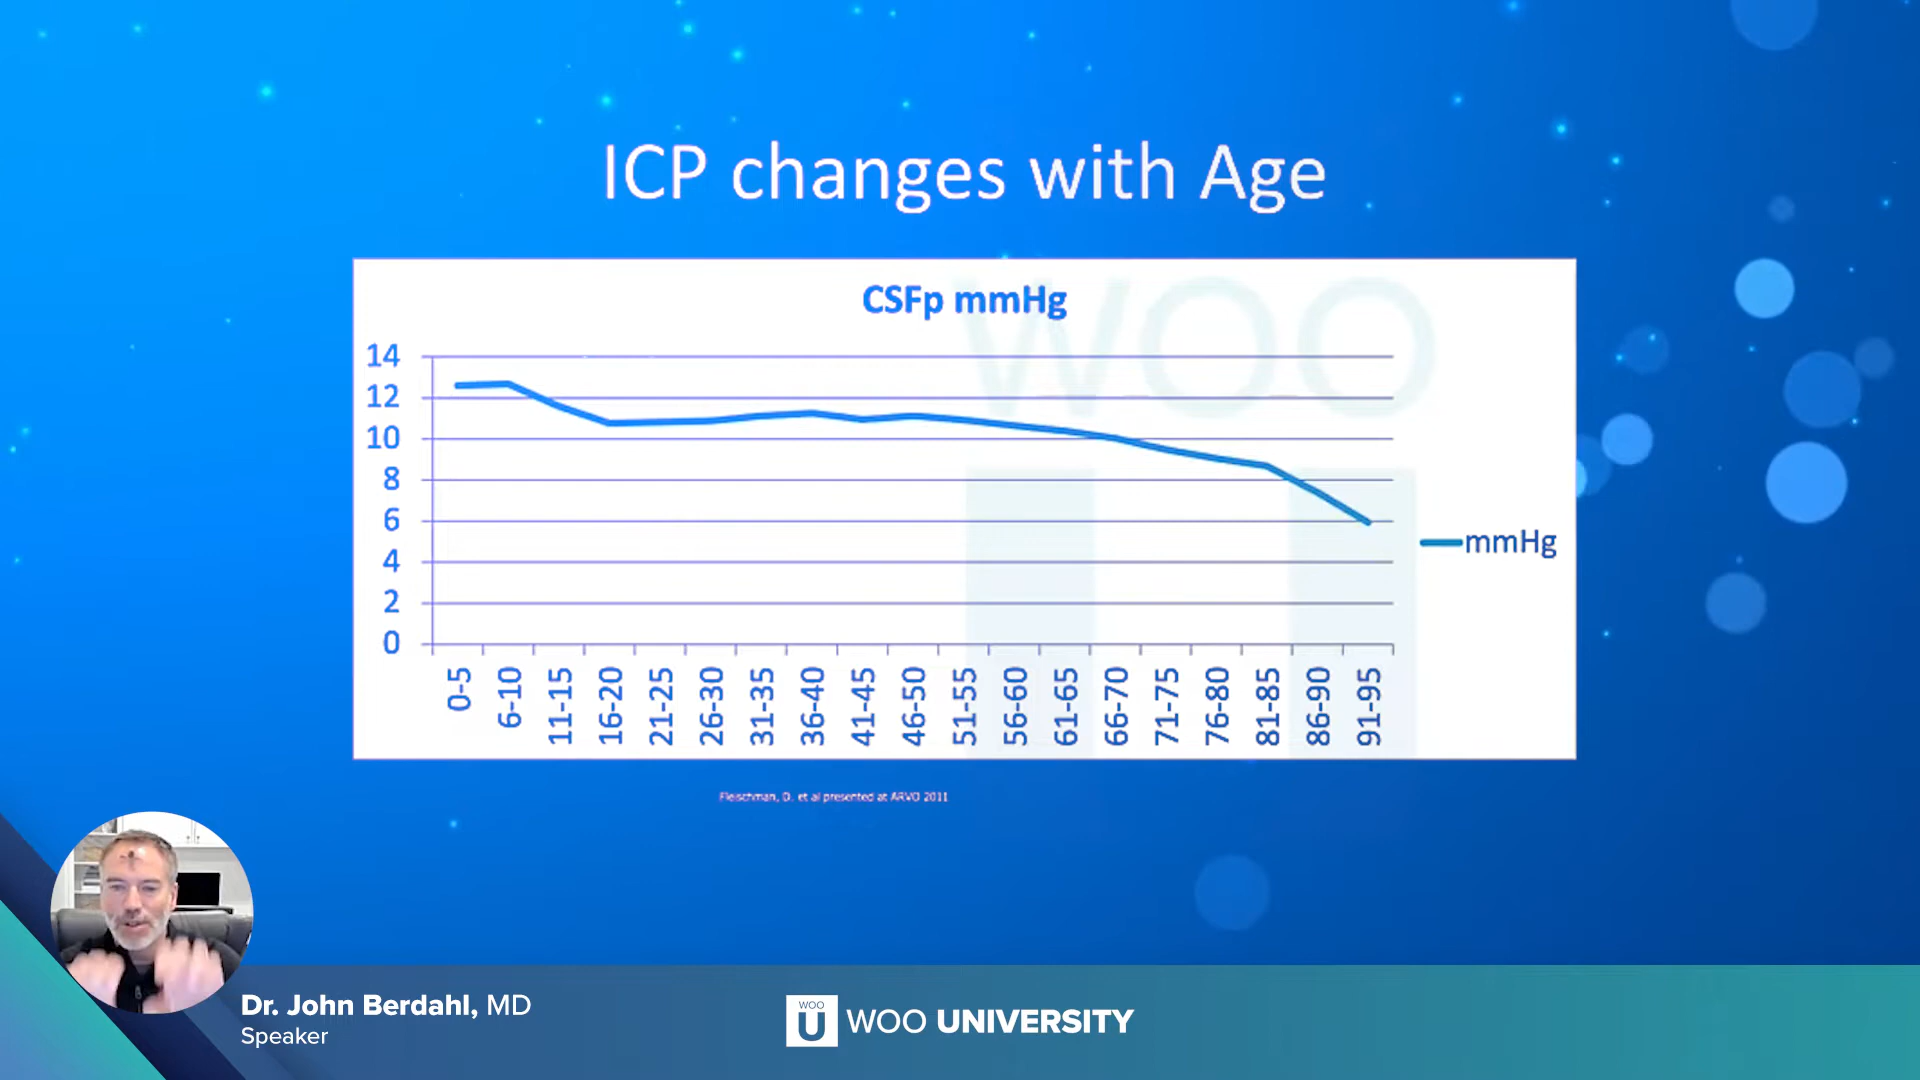 ICP changes with Age
CSFp mmHg
14
12
10
8
6
4
2
0
mmHg
0-5
6-10
11-15
16-20
21-25
26-30
31-35
36-40
41-45
46-50
51-55
56-60
61-65
66-70
71-75
76-80
81-85
86-90
91-95
WOO
Fleischman, D. et al presented at ARVO 2011
Dr. John Berdahl, MD
Speaker
WOO
U
WOO UNIVERSITY